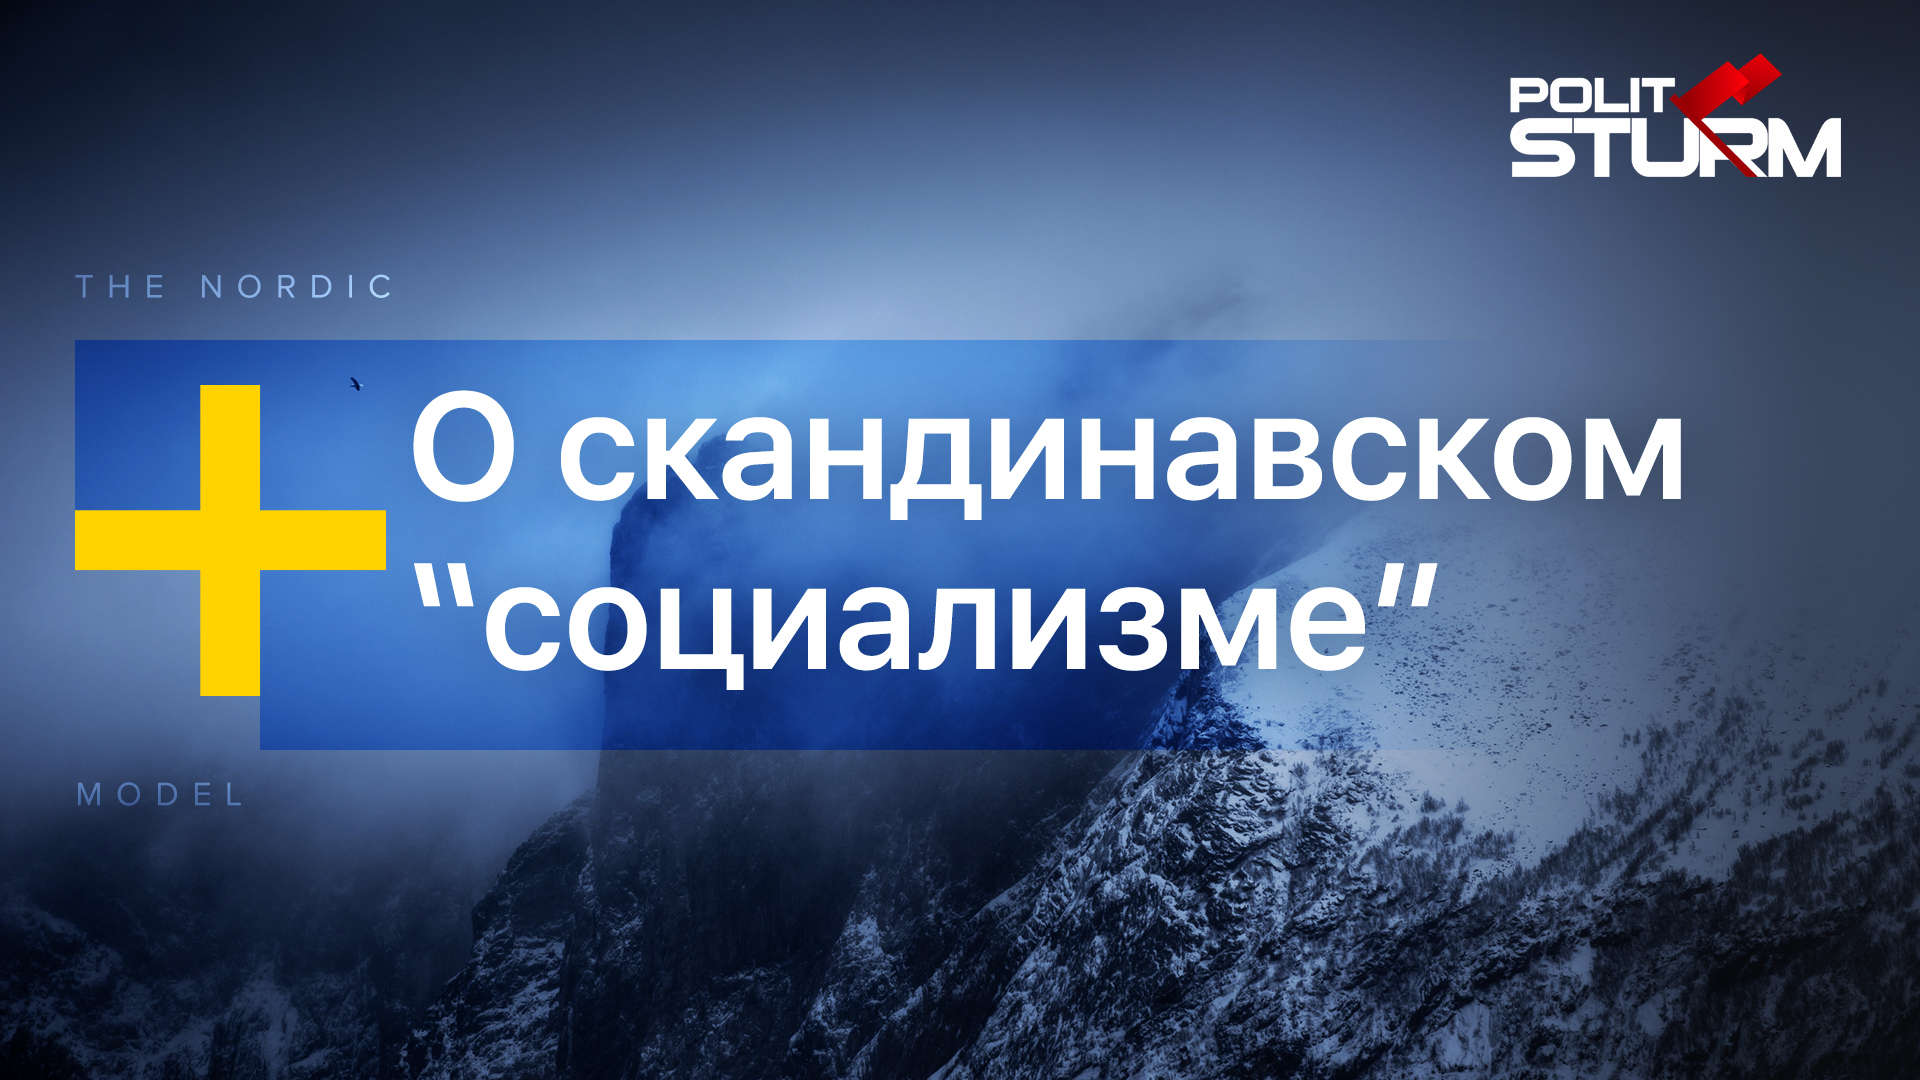 POLIT
STURM
THE NORDIC
О скандинавском
“социализме”
MODEL